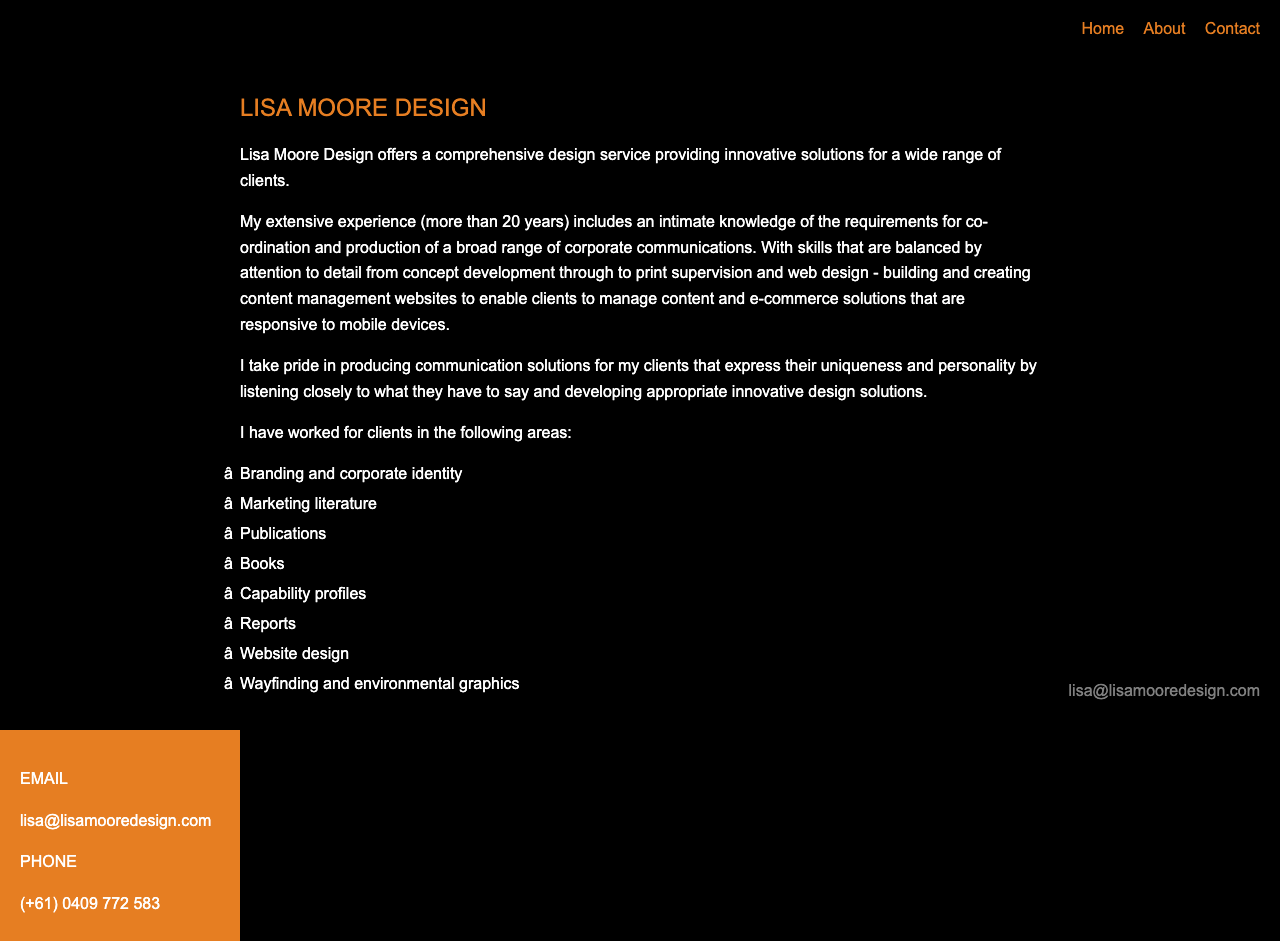 Home About Contact
LISA MOORE DESIGN
Lisa Moore Design offers a comprehensive design service providing innovative solutions for a wide range of
clients.
My extensive experience (more than 20 years) includes an intimate knowledge of the requirements for co-
ordination and production of a broad range of corporate communications. With skills that are balanced by
attention to detail from concept development through to print supervision and web design - building and creating
content management websites to enable clients to manage content and e-commerce solutions that are
responsive to mobile devices.
I take pride in producing communication solutions for my clients that express their uniqueness and personality by
listening closely to what they have to say and developing appropriate innovative design solutions.
I have worked for clients in the following areas:
â Branding and corporate identity
â Marketing literature
â Publications
â Books
â Capability profiles
â Reports
â Website design
â Wayfinding and environmental graphics
lisa@lisamooredesign.com
EMAIL
lisa@lisamooredesign.com
PHONE
(+61) 0409 772 583